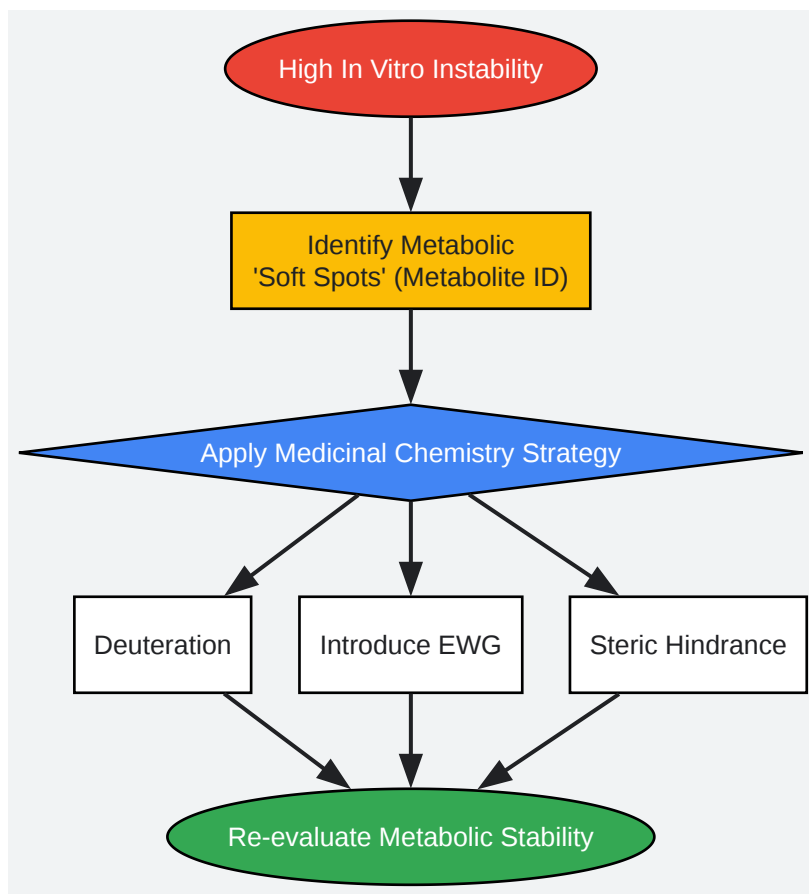 High In Vitro Instability
Identify Metabolic
'Soft Spots' (Metabolite ID)
Apply Medicinal Chemistry Strategy
Deuteration
Introduce EWG
Steric Hindrance
Re-evaluate Metabolic Stability